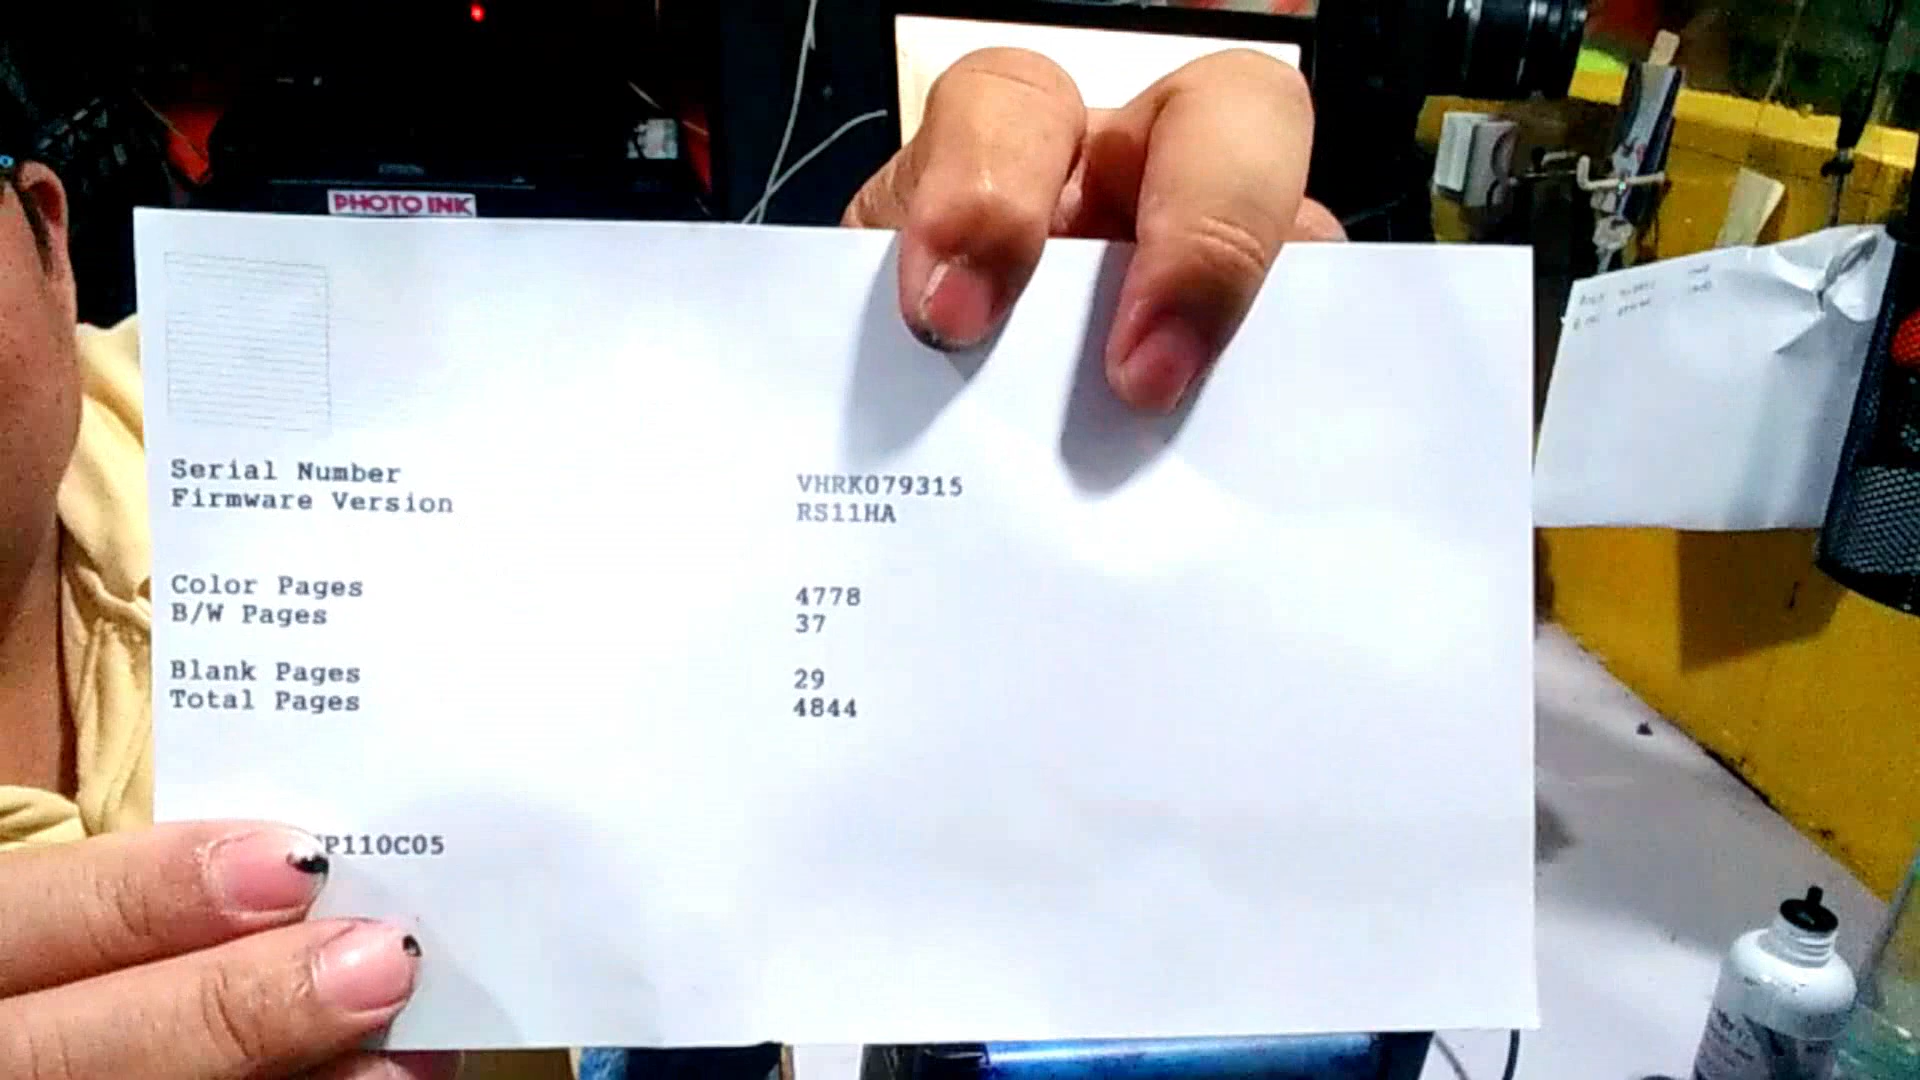 EPSON
PHOTO INK
Serial Number VHRK079315
Firmware Version RS11HA
Color Pages 4778
B/W Pages 37
Blank Pages 29
Total Pages 4844
P110C05